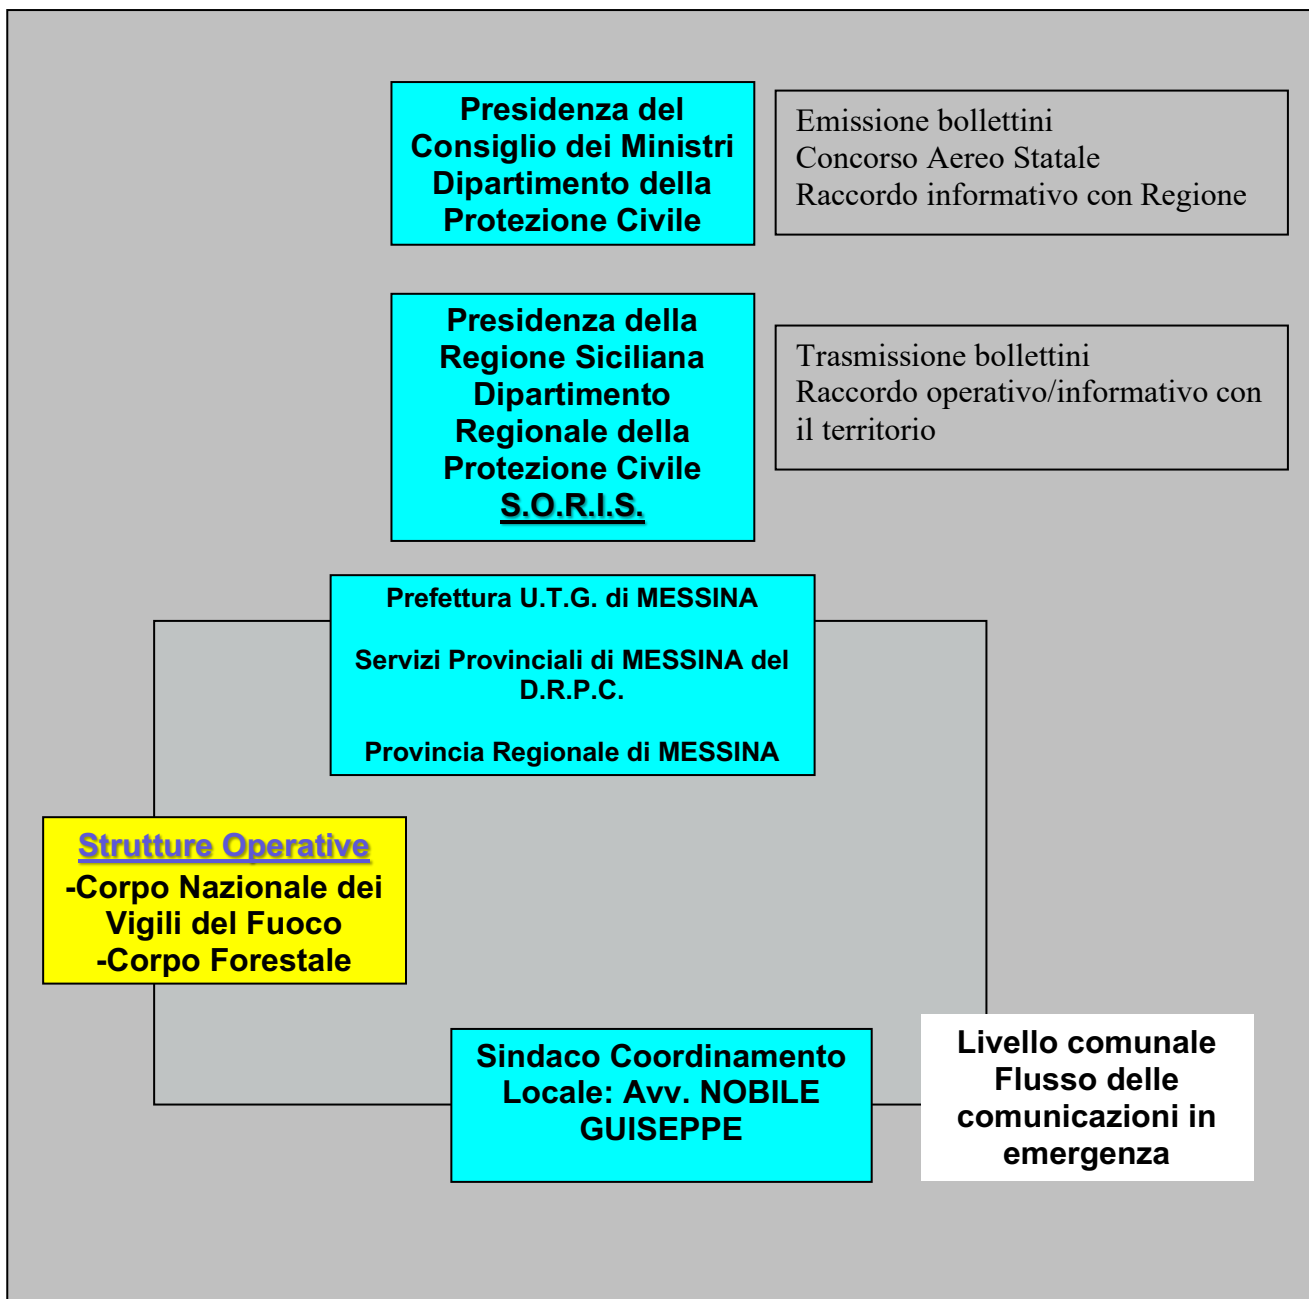 Presidenza del
Consiglio dei Ministri
Dipartimento della
Protezione Civile
Emissione bollettini
Concorso Aereo Statale
Raccordo informativo con Regione
Presidenza della
Regione Siciliana
Dipartimento
Regionale della
Protezione Civile
S.O.R.I.S.
Trasmissione bollettini
Raccordo operativo/informativo con
il territorio
Prefettura U.T.G. di MESSINA
Servizi Provinciali di MESSINA del
D.R.P.C.
Provincia Regionale di MESSINA
Strutture Operative
-Corpo Nazionale dei
Vigili del Fuoco
-Corpo Forestale
Sindaco Coordinamento
Locale: Avv. NOBILE
GUISEPPE
Livello comunale
Flusso delle
comunicazioni in
emergenza